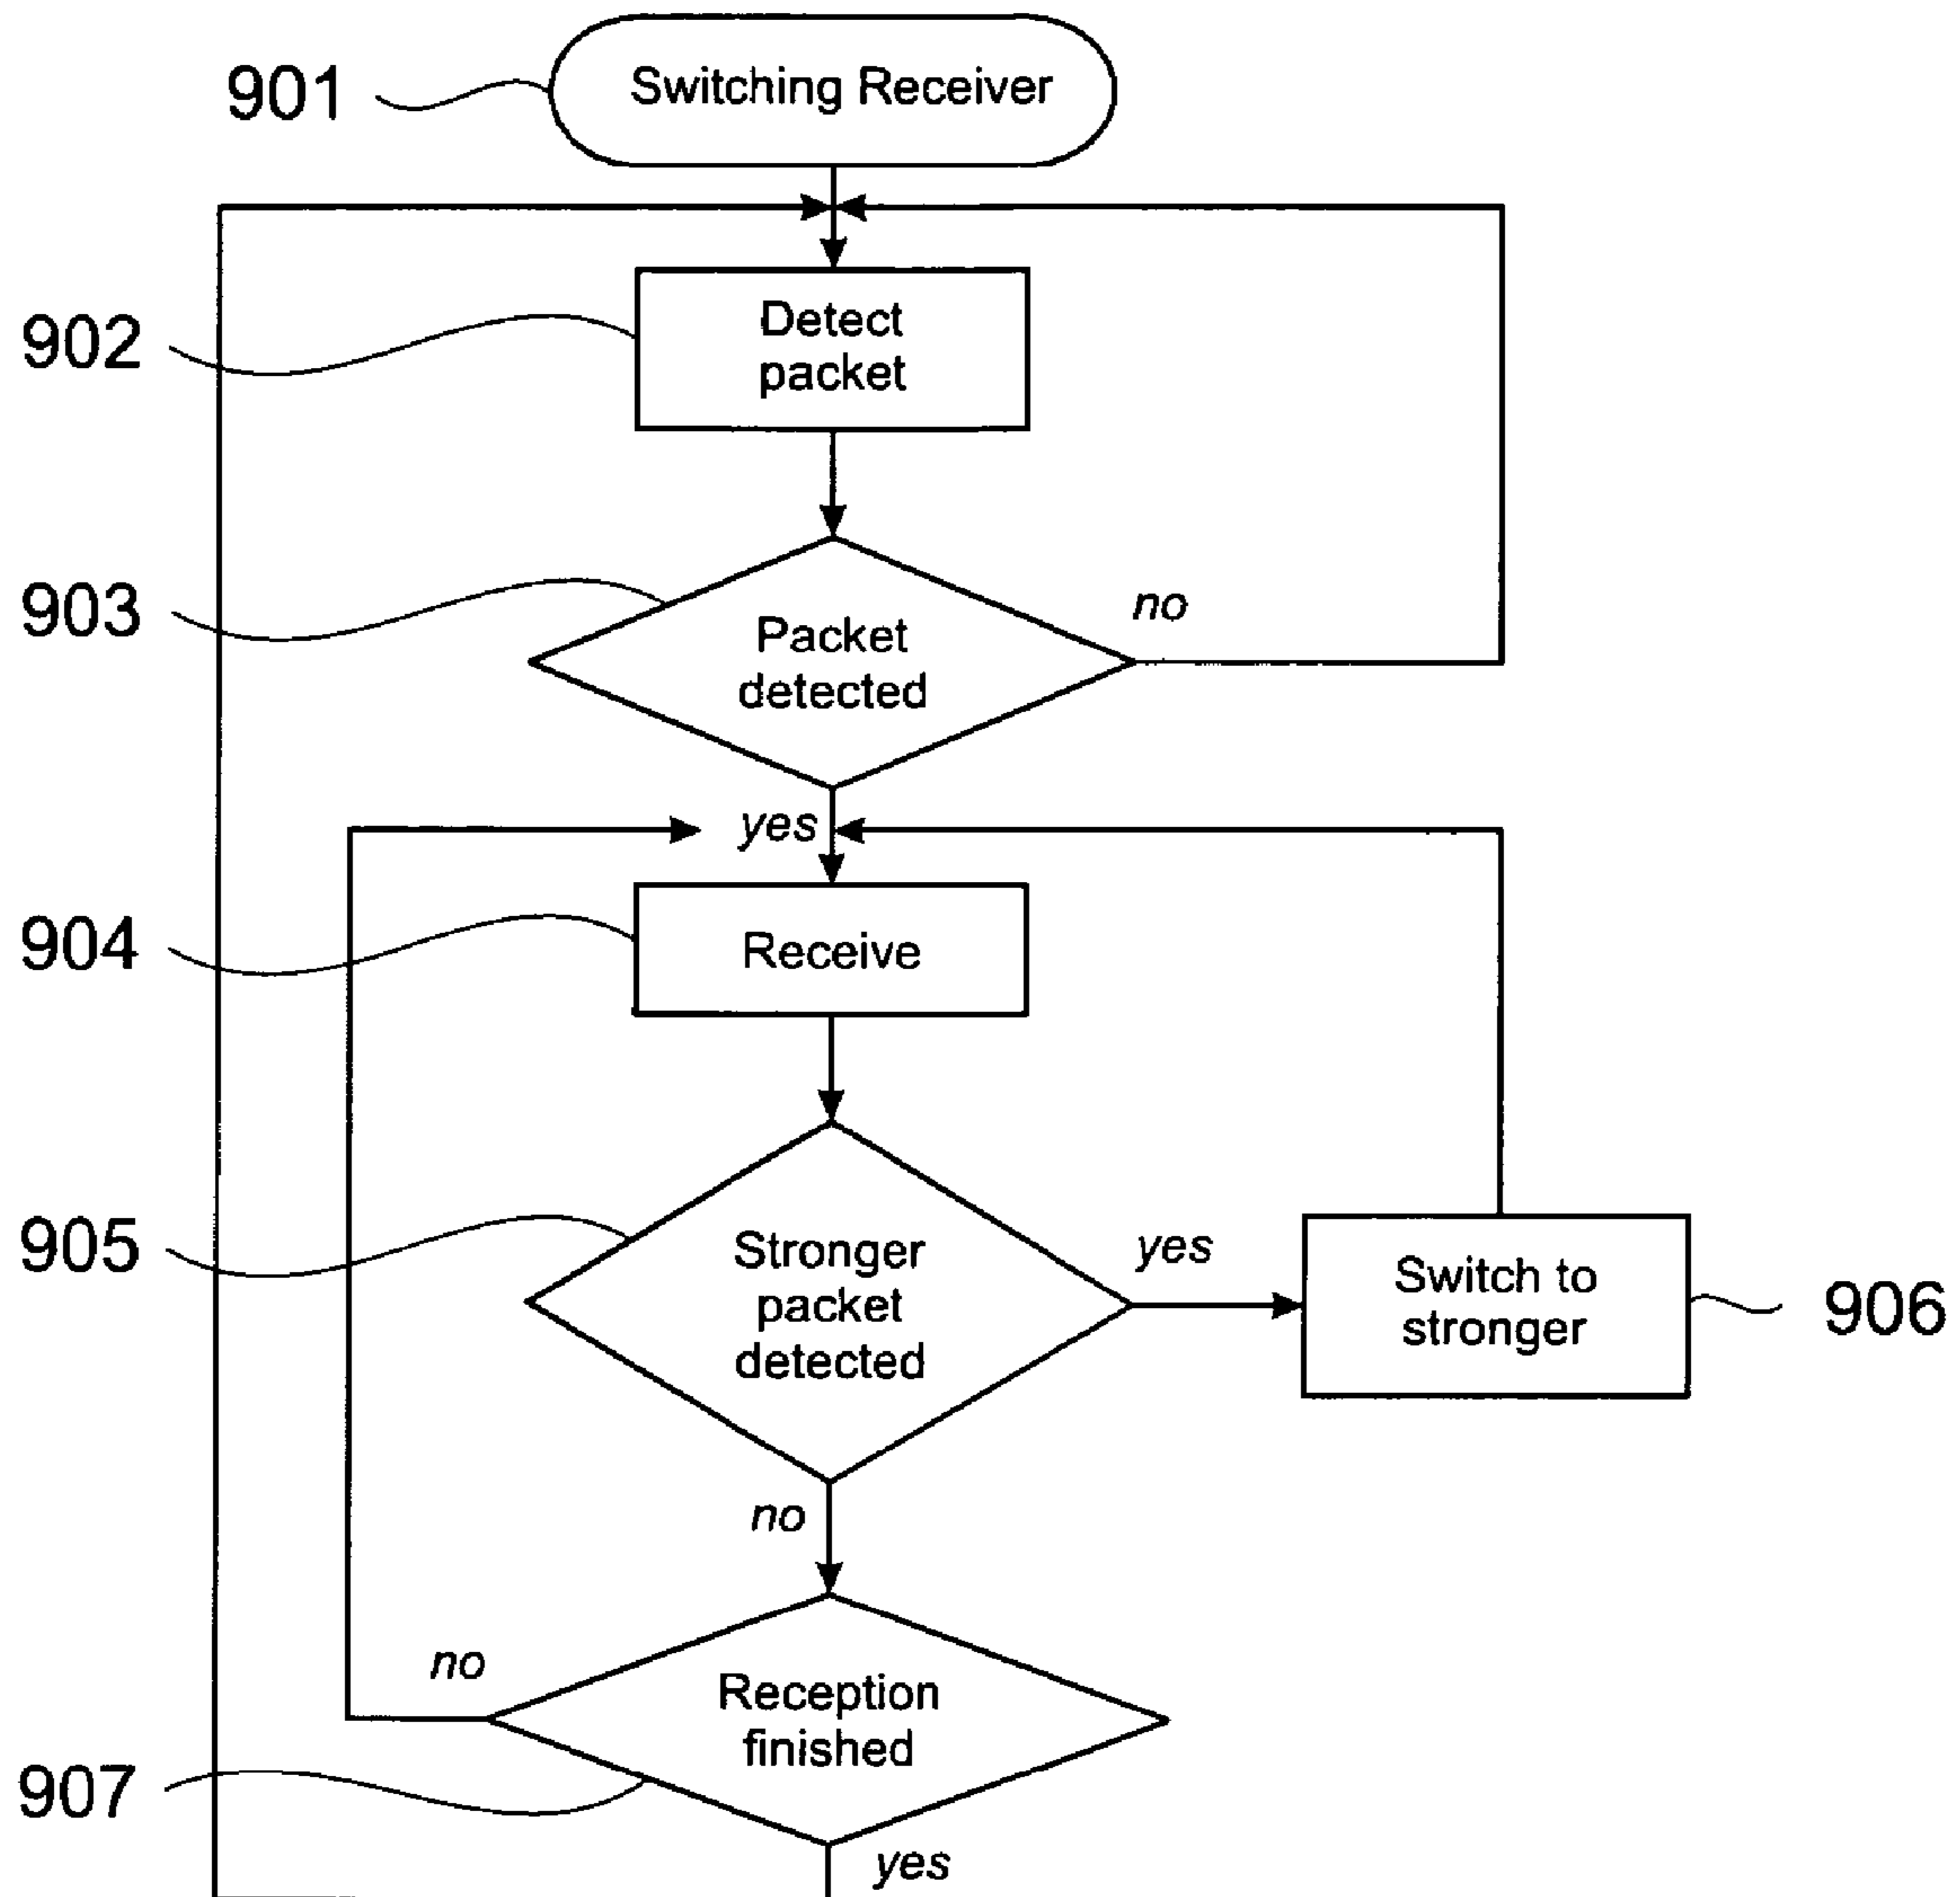 901
Switching Receiver
902
Detect
packet
903
Packet
detected
no
yes
904
Receive
905
Stronger
packet
detected
yes
Switch to
stronger
906
no
no
Reception
finished
907
yes